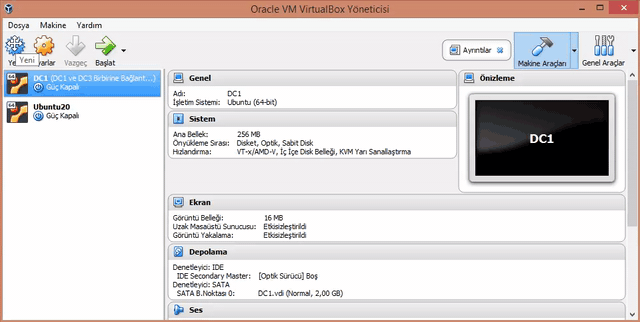 Oracle VM VirtualBox Yöneticisi
Dosya Makine Yardım
Yeni Vazgeç Başlat
Ayrıntılar Makine Araçları Genel Araçlar
DC1 (DC1 ve DC3 Birbirine Bağlant...)
Güç Kapalı
Ubuntu20
Güç Kapalı
Genel
Adı: DC1
İşletim Sistemi: Ubuntu (64-bit)
Sistem
Ana Bellek: 256 MB
Önyükleme Sırası: Disket, Optik, Sabit Disk
Hızlandırma: VT-x/AMD-V, İç İçe Disk Belleği, KVM Yarı Sanallaştırma
Önizleme
DC1
Ekran
Görüntü Belleği: 16 MB
Uzak Masaüstü Sunucusu: Etkisizleştirildi
Görüntü Yakalama: Etkisizleştirildi
Depolama
Denetleyici: IDE
IDE Secondary Master: [Optik Sürücü] Boş
Denetleyici: SATA
SATA B.Noktası 0: DC1.vdi (Normal, 2,00 GB)
Ses